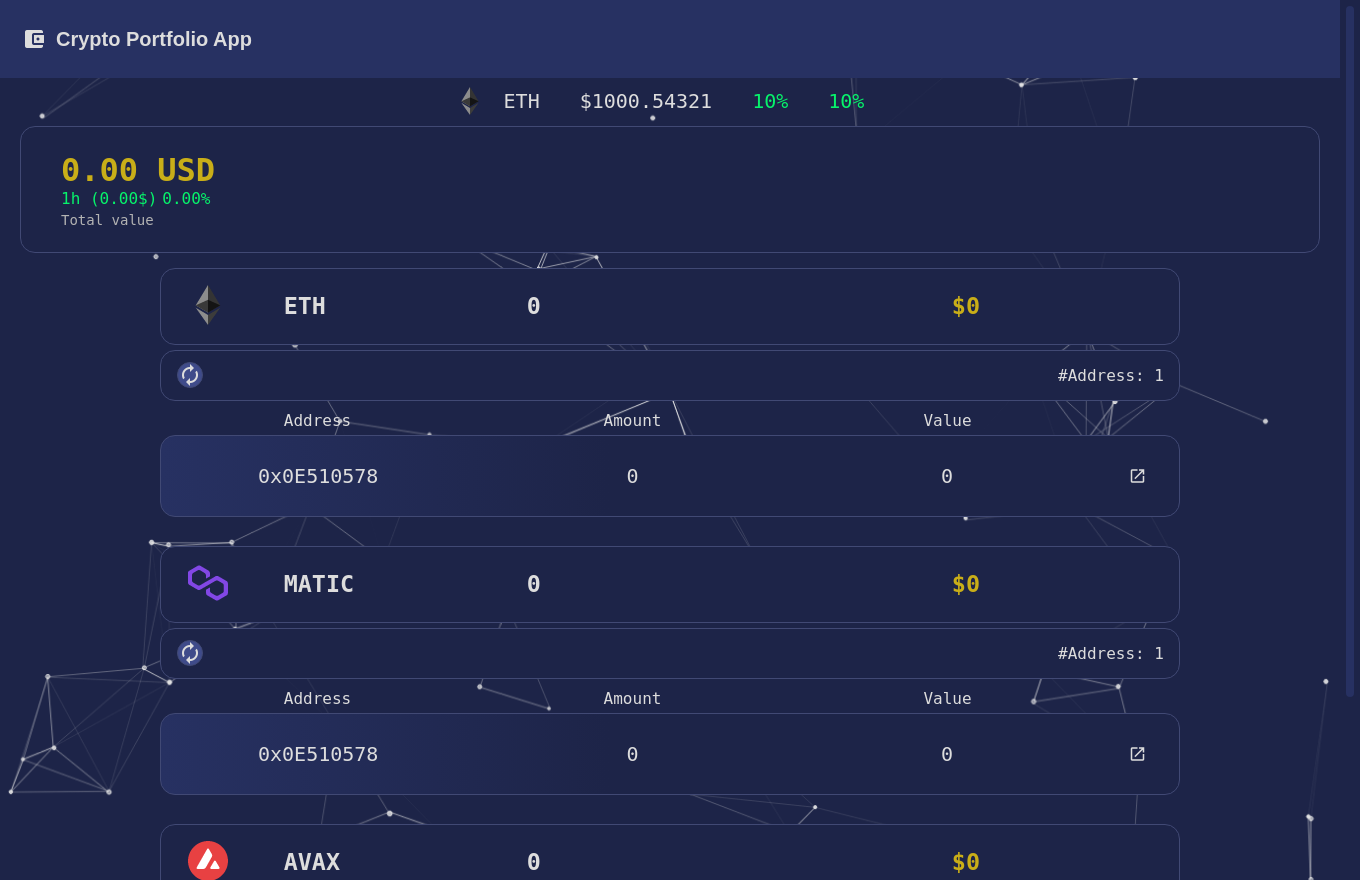 Crypto Portfolio App
ETH $1000.54321 10% 10%
0.00 USD
1h (0.00$) 0.00%
Total value
ETH 0 $0
#Address: 1
Address Amount Value
0x0E510578 0 0
MATIC 0 $0
#Address: 1
Address Amount Value
0x0E510578 0 0
AVAX 0 $0